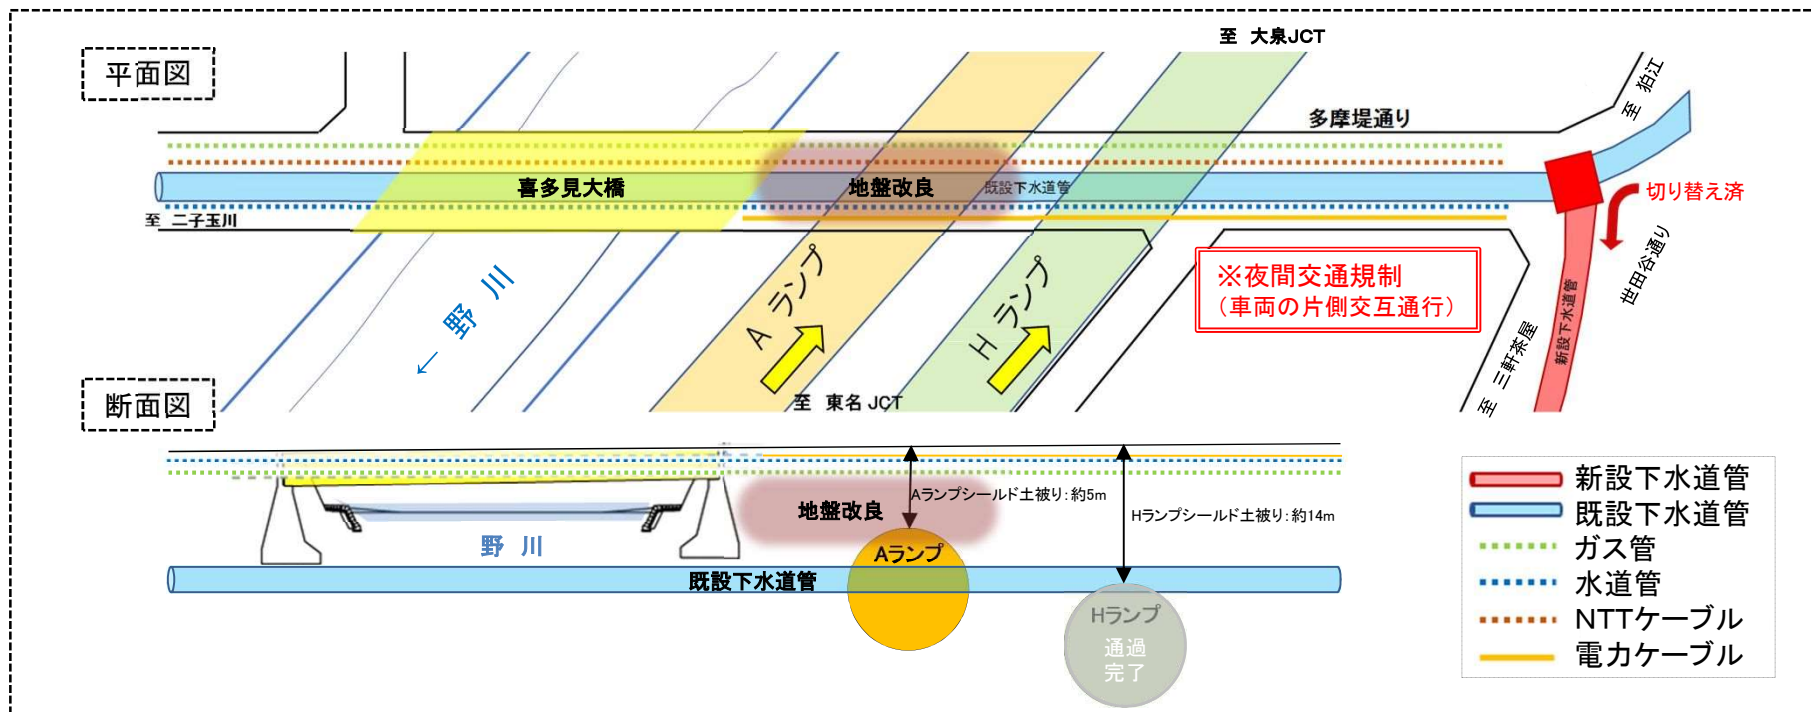 至 大泉JCT
平面図
至 狛江
多摩堤通り
喜多見大橋
地盤改良
既設下水道管
切り替え済
至 二子玉川
世田谷通り
※夜間交通規制
（車両の片側交互通行）
← 野 川
A ランプ
H ランプ
新設下水道管
至 三軒茶屋
至 東名 JCT
断面図
地盤改良
Aランプシールド土被り：約5m
Hランプシールド土被り：約14m
野 川
Aランプ
既設下水道管
Hランプ
通過
完了
新設下水道管
既設下水道管
ガス管
水道管
NTTケーブル
電力ケーブル